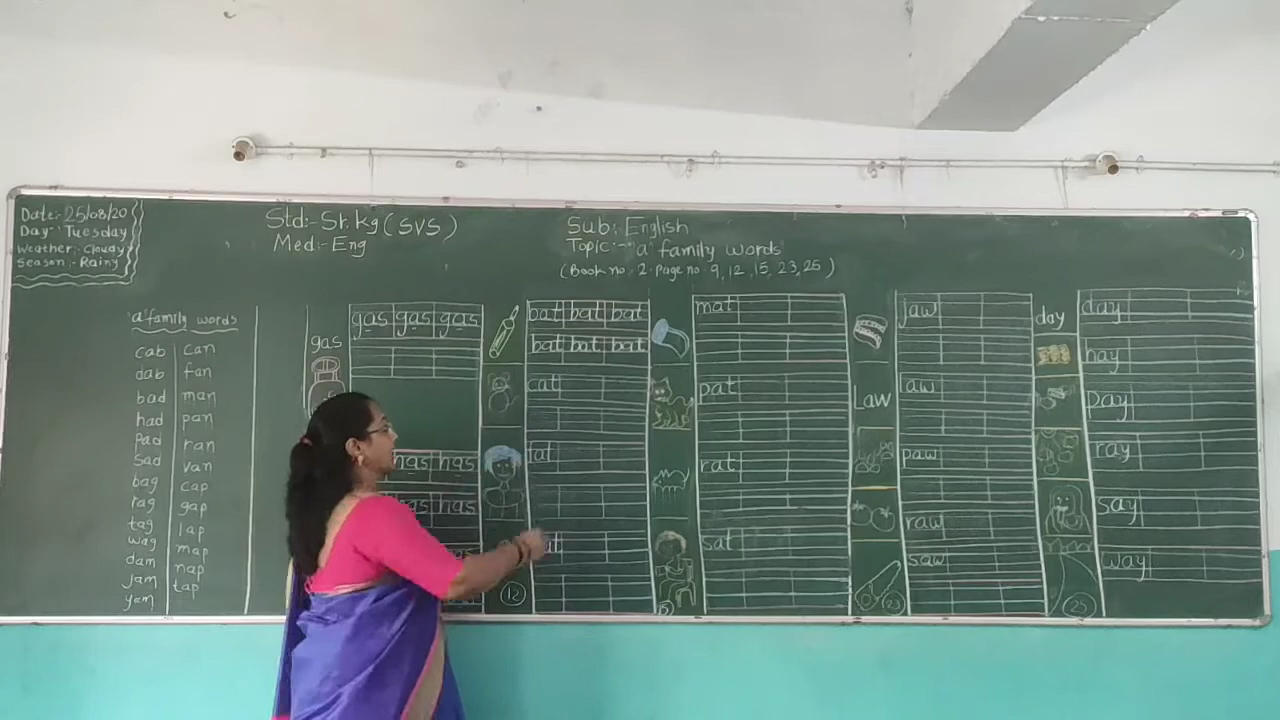 Date:- 25/08/20
Day:- Tuesday
Weather:- Cloudy
Season:- Rainy
Std:- Sr.kg (SVS)
Med:- Eng
Sub:- English
Topic:- "a" family words
(Book no. 2. Page no. 9, 12, 15, 23, 25)
'a' family words
cab can
dab fan
bad man
had pan
Pad ran
Sad van
bag cap
rag gap
tag lap
wag map
dam nap
jam tap
yam
gas
gas gas gas
has has
has
bat bat bat
bat bat bat
cat
fat
12
mat
pat
rat
sat
15
jaw
Law
law
paw
raw
saw
23
day
day
hay
pay
ray
say
way
25